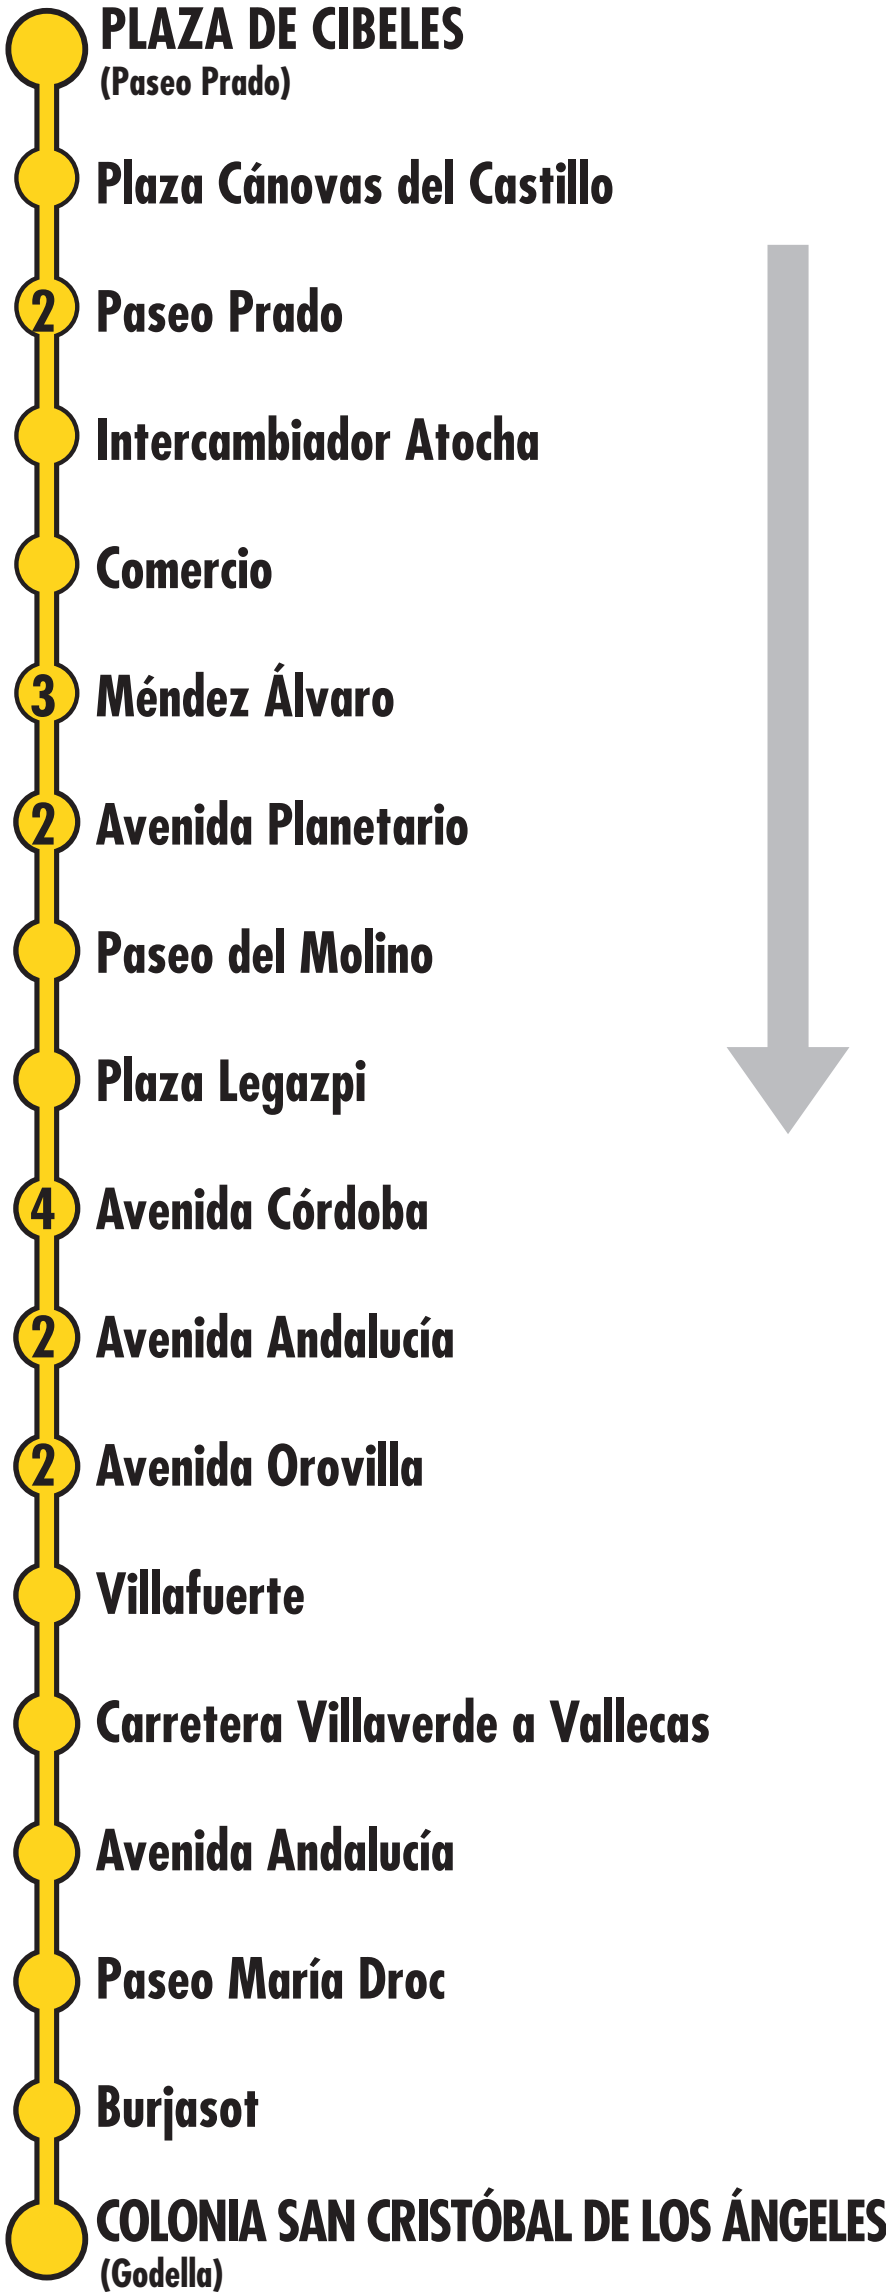 PLAZA DE CIBELES
(Paseo Prado)
Plaza Cánovas del Castillo
2 Paseo Prado
Intercambiador Atocha
Comercio
3 Méndez Álvaro
2 Avenida Planetario
Paseo del Molino
Plaza Legazpi
4 Avenida Córdoba
2 Avenida Andalucía
2 Avenida Orovilla
Villafuerte
Carretera Villaverde a Vallecas
Avenida Andalucía
Paseo María Droc
Burjasot
COLONIA SAN CRISTÓBAL DE LOS ÁNGELES
(Godella)